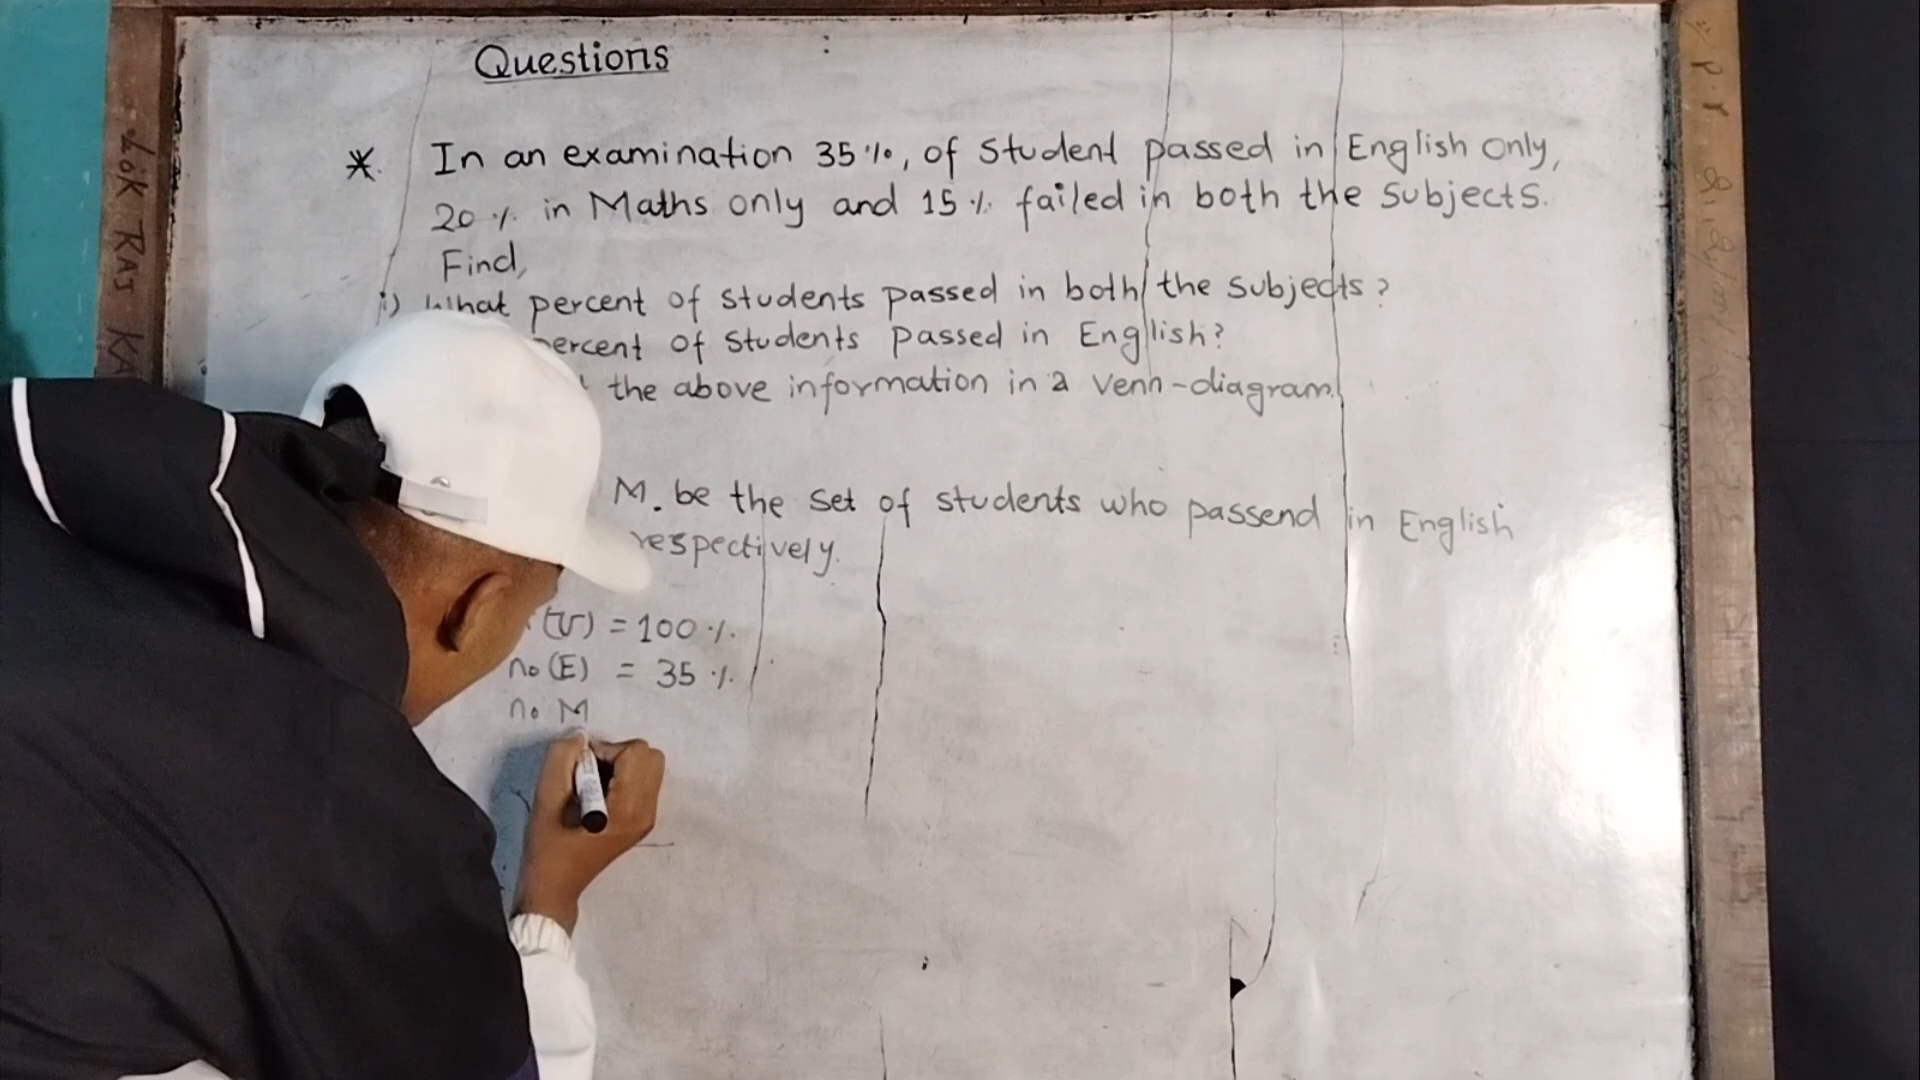 Questions
*. In an examination 35%, of student passed in English only,
20% in Maths only and 15% failed in both the subjects.
Find,
i) What percent of students passed in both the subjects?
percent of students passed in English?
the above information in a venn-diagram.
M. be the set of students who passend in English
respectively.
(U) = 100%.
no(E) = 35%.
no M
LOK RAJ